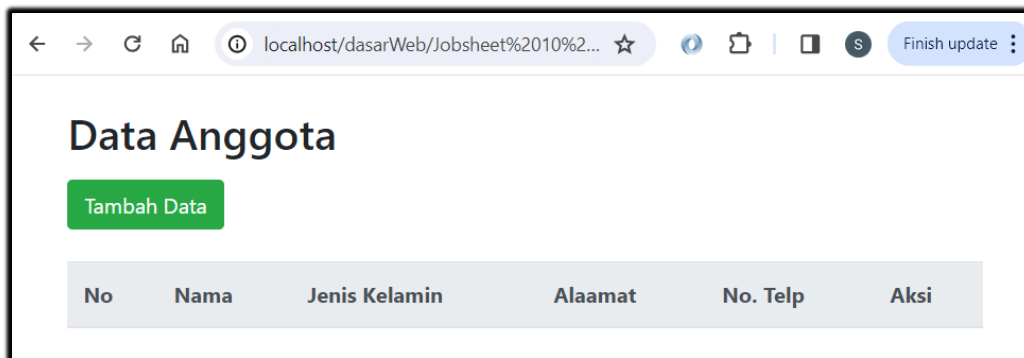 localhost/dasarWeb/Jobsheet%2010%2... S Finish update
Data Anggota
Tambah Data
No Nama Jenis Kelamin Alaamat No. Telp Aksi